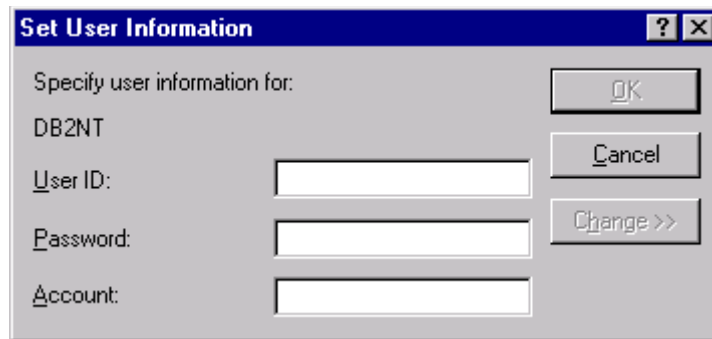 Set User Information
Specify user information for:
OK
DB2NT
Cancel
User ID:
Password:
Change >>
Account: